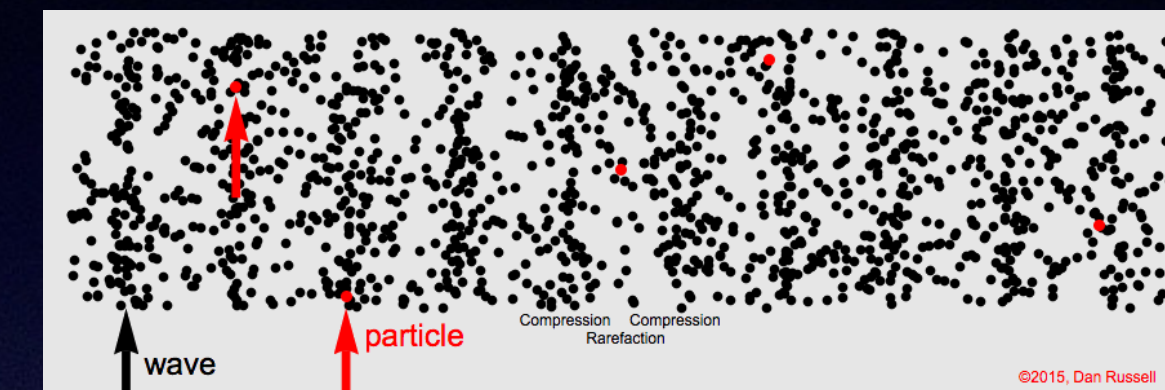 Compression Compression
Rarefaction
particle
wave
©2015, Dan Russell